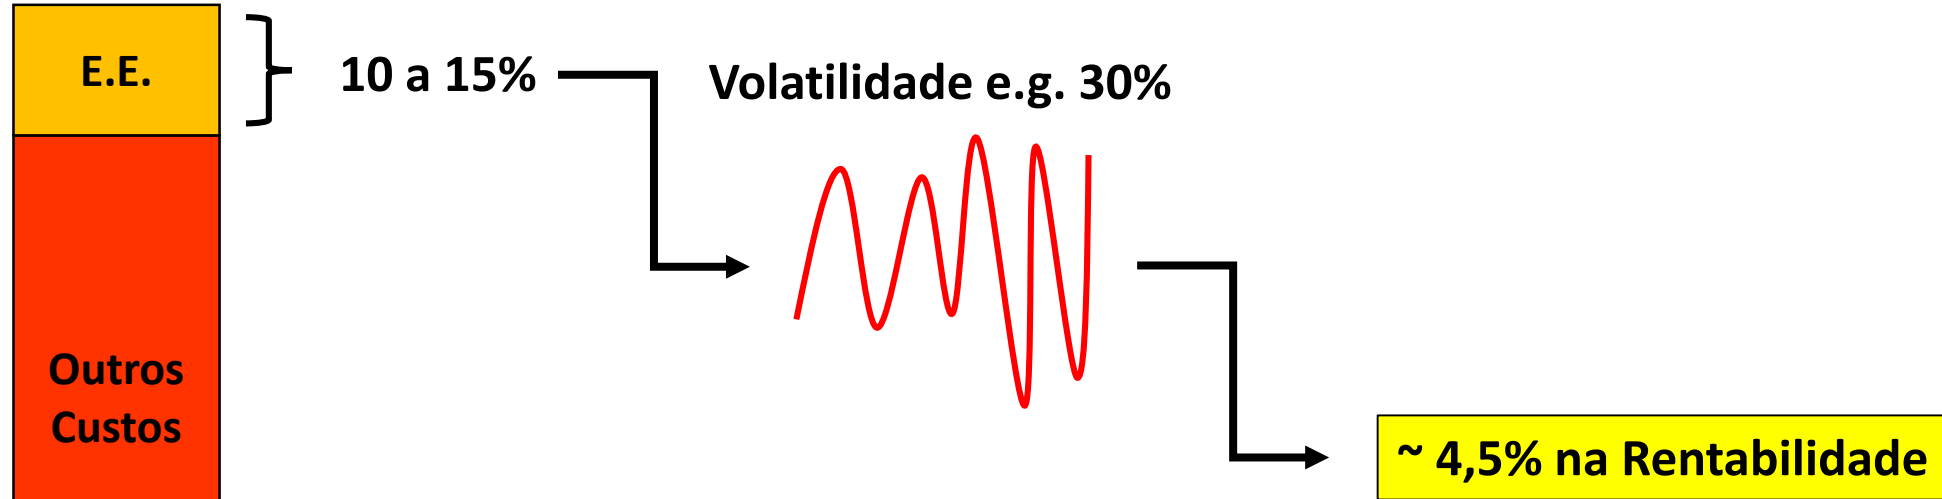 E.E.
10 a 15%
Volatilidade e.g. 30%
Outros
Custos
~ 4,5% na Rentabilidade